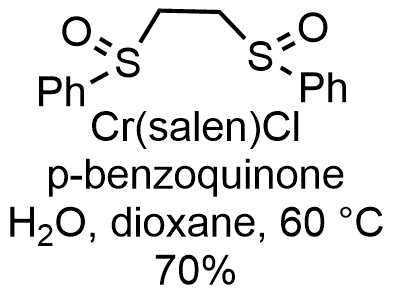 O O
S S
Ph Ph
Cr(salen)Cl
p-benzoquinone
H₂O, dioxane, 60 °C
70%